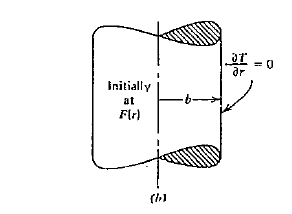 ∂T/∂r = 0
Initially
at
F(r)
b
(b)